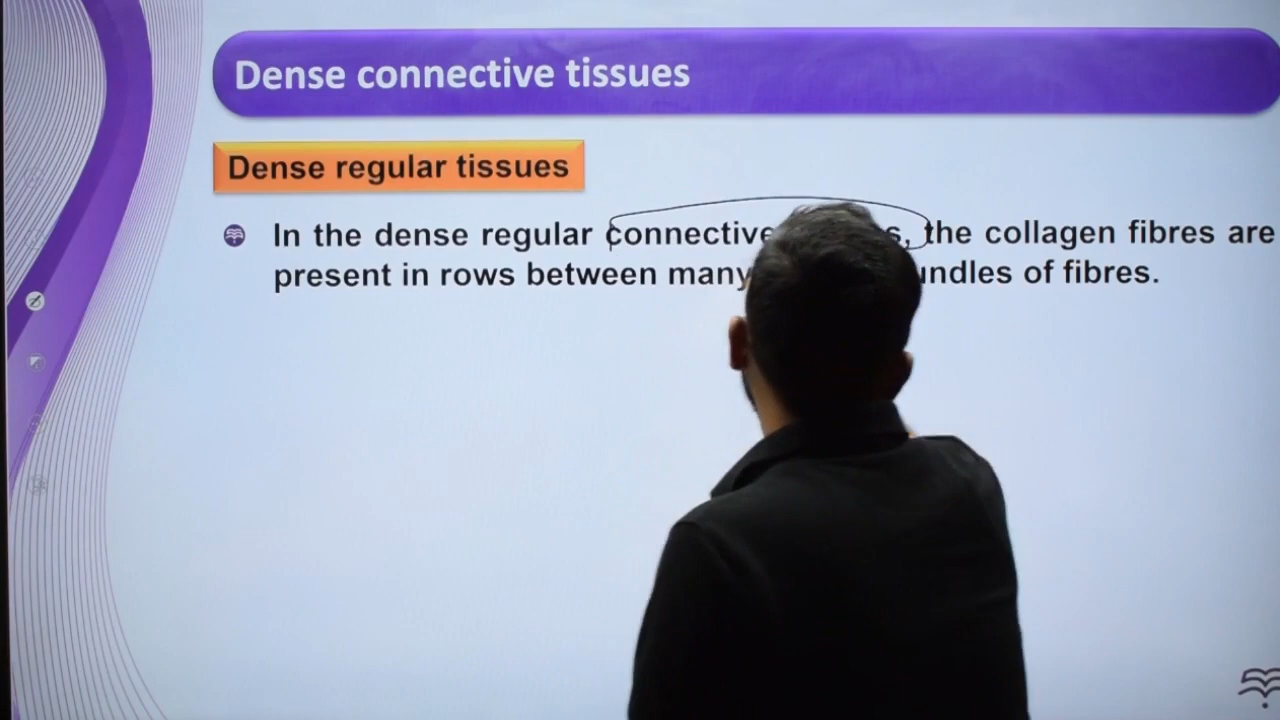 Dense connective tissues
Dense regular tissues
In the dense regular connective the collagen fibres are
present in rows between many of fibres.